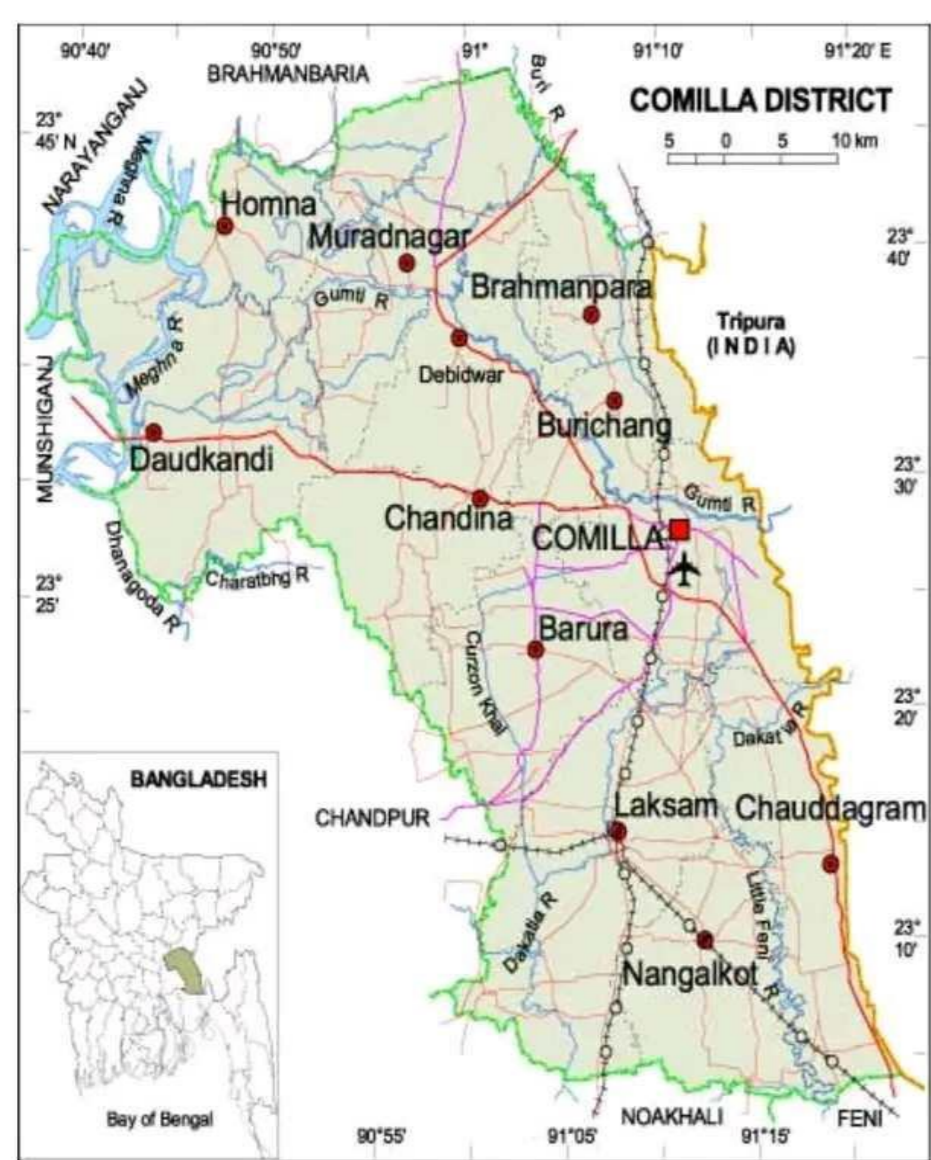 90°40' 90°50' 91° 91°10' 91°20' E
BRAHMANBARIA
Buri R
COMILLA DISTRICT
5 0 5 10 km
23°
45' N
NARAYANGANJ
Meghna R
Homna
Muradnagar
23°
40'
Gumti R
Brahmanpara
Tripura
(INDIA)
Meghna R
Debidwar
MUNSHIGANJ
Burichang
Daudkandi
23°
30'
Gumti R
Chandina
COMILLA
Dhanagoda R
Charatbhg R
23°
25'
Barura
Curzon Khal
23°
20'
Dakatia R
BANGLADESH
CHANDPUR
Laksam
Chauddagram
Little Feni R
Dakatia R
23°
10'
Nangalkot
Bay of Bengal
NOAKHALI
FENI
90°55' 91°05' 91°15'